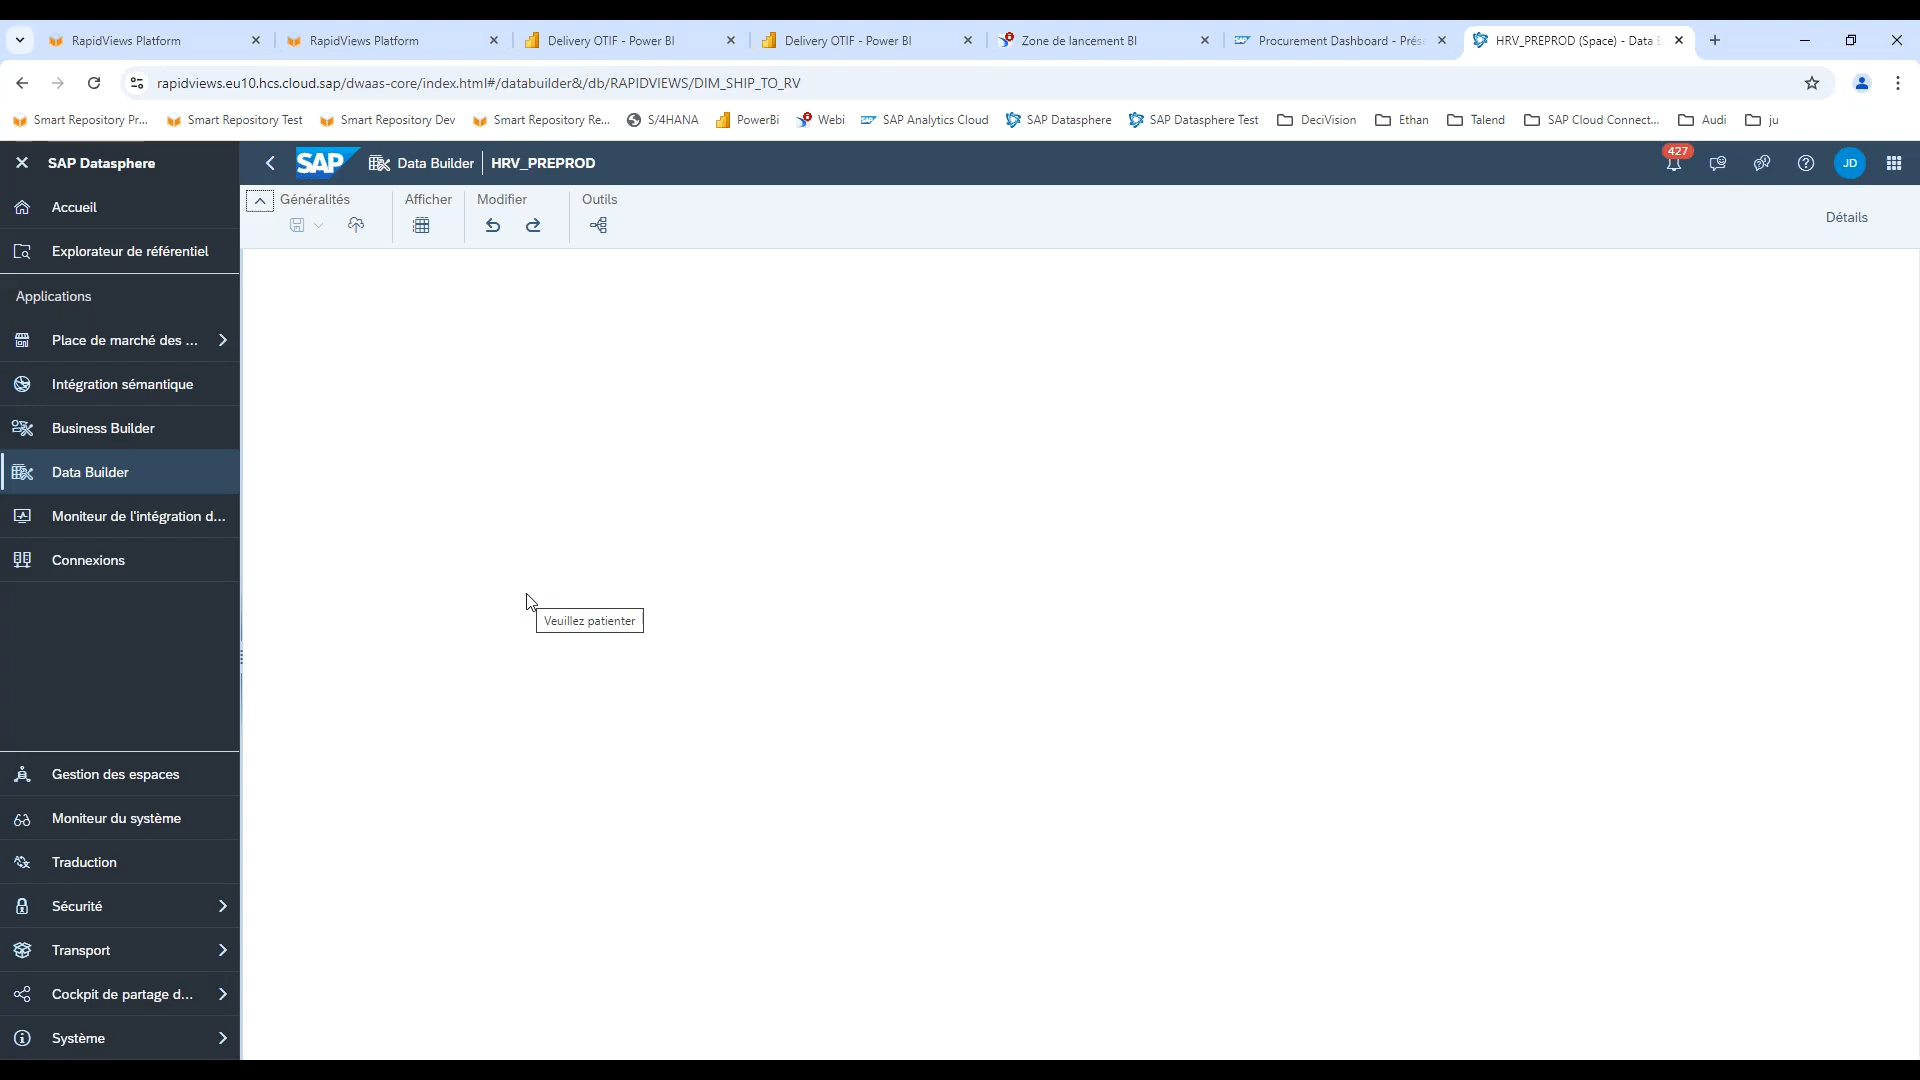 RapidViews Platform
RapidViews Platform
Delivery OTIF - Power BI
Delivery OTIF - Power BI
Zone de lancement BI
Procurement Dashboard - Prés
HRV_PREPROD (Space) - Data
rapidviews.eu10.hcs.cloud.sap/dwaas-core/index.html#/databuilder&/db/RAPIDVIEWS/DIM_SHIP_TO_RV
Smart Repository Pr...
Smart Repository Test
Smart Repository Dev
Smart Repository Re...
S/4HANA
PowerBi
Webi
SAP Analytics Cloud
SAP Datasphere
SAP Datasphere Test
DeciVision
Ethan
Talend
SAP Cloud Connect...
Audi
ju
SAP Datasphere
SAP
Data Builder
HRV_PREPROD
427
JD
Accueil
Explorateur de référentiel
Applications
Place de marché des ...
Intégration sémantique
Business Builder
Data Builder
Moniteur de l'intégration d...
Connexions
Gestion des espaces
Moniteur du système
Traduction
Sécurité
Transport
Cockpit de partage d...
Système
Généralités
Afficher
Modifier
Outils
Détails
Veuillez patienter